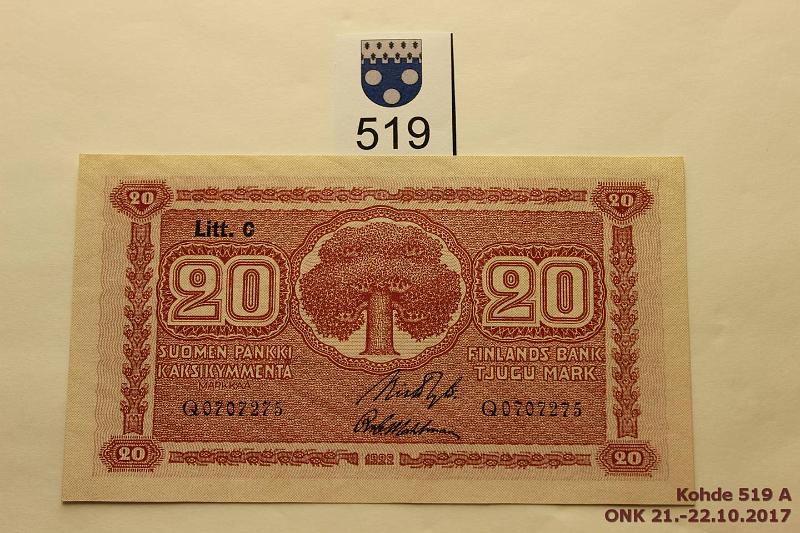 519
20 20
Litt. C
20 20
SUOMEN PANKKI FINLANDS BANK
KAKSIKYMMENTÄ TJUGU MARK
MARKKAA
Q0707275 Q0707275
20 1922 20
Kohde 519 A
ONK 21.-22.10.2017